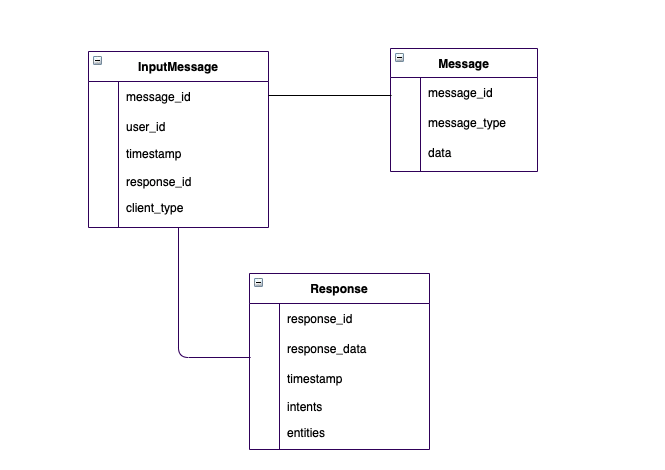 InputMessage
message_id
user_id
timestamp
response_id
client_type
Message
message_id
message_type
data
Response
response_id
response_data
timestamp
intents
entities